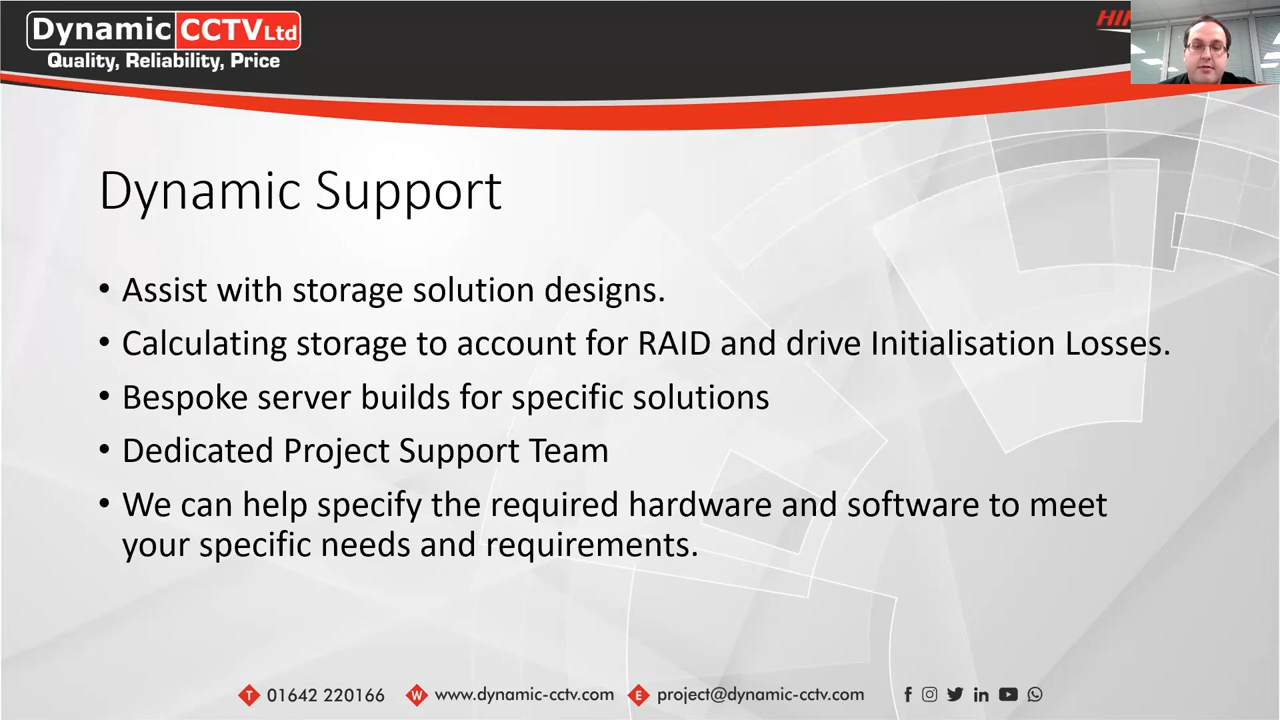 Dynamic CCTV Ltd
Quality, Reliability, Price
Dynamic Support
• Assist with storage solution designs.
• Calculating storage to account for RAID and drive Initialisation Losses.
• Bespoke server builds for specific solutions
• Dedicated Project Support Team
• We can help specify the required hardware and software to meet
your specific needs and requirements.
T 01642 220166 W www.dynamic-cctv.com E project@dynamic-cctv.com